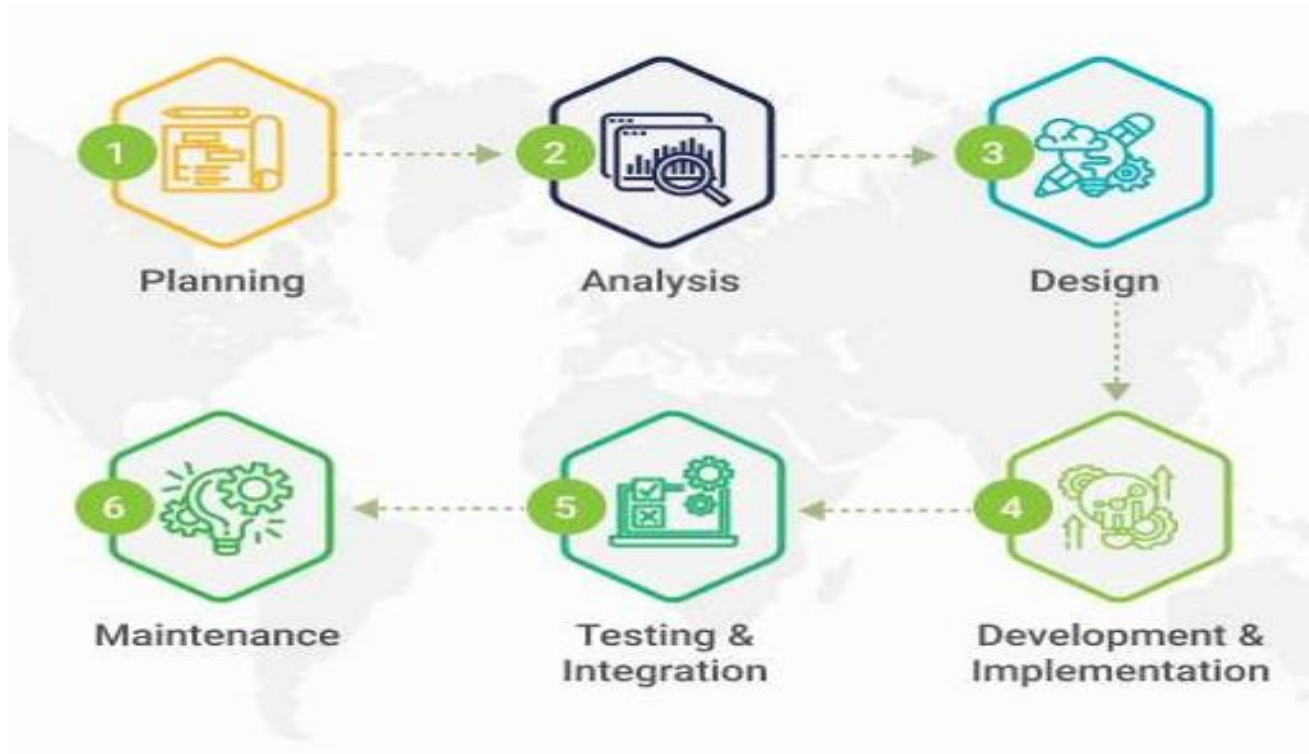 1
Planning
2
Analysis
3
Design
4
Development &
Implementation
5
Testing &
Integration
6
Maintenance